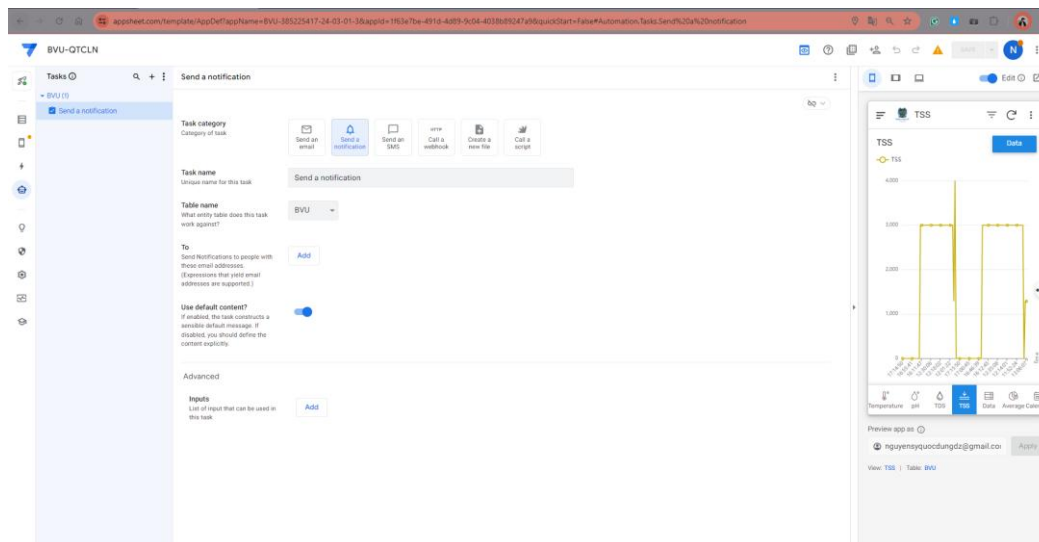 appsheet.com/template/AppDef?appName=BVU-385225417-24-03-01-3&appId=1f63e7be-491d-4d89-9c04-4038b89247a9&quickStart=False#Automation.Tasks.Send%20a%20notification
BVU-QTCLN
SAVE
N
Tasks
BVU (1)
Send a notification
Send a notification
Task category
Category of task
Send an email
Send a notification
Send an SMS
HTTP
Call a webhook
Create a new file
Call a script
Task name
Unique name for this task
Send a notification
Table name
What entity table does this task
work against?
BVU
To
Send Notifications to people with
these email addresses.
(Expressions that yield email
addresses are supported.)
Add
Use default content?
If enabled, the task constructs a
sensible default message. If
disabled, you should define the
content explicitly.
Advanced
Inputs
List of input that can be used in
this task
Add
Edit
TSS
TSS
Data
TSS
4,000
3,000
2,000
1,000
0
Temperature
pH
TDS
TSS
Data
Average
Preview app as
nguyensyquocdungdz@gmail.co
Apply
View: TSS | Table: BVU